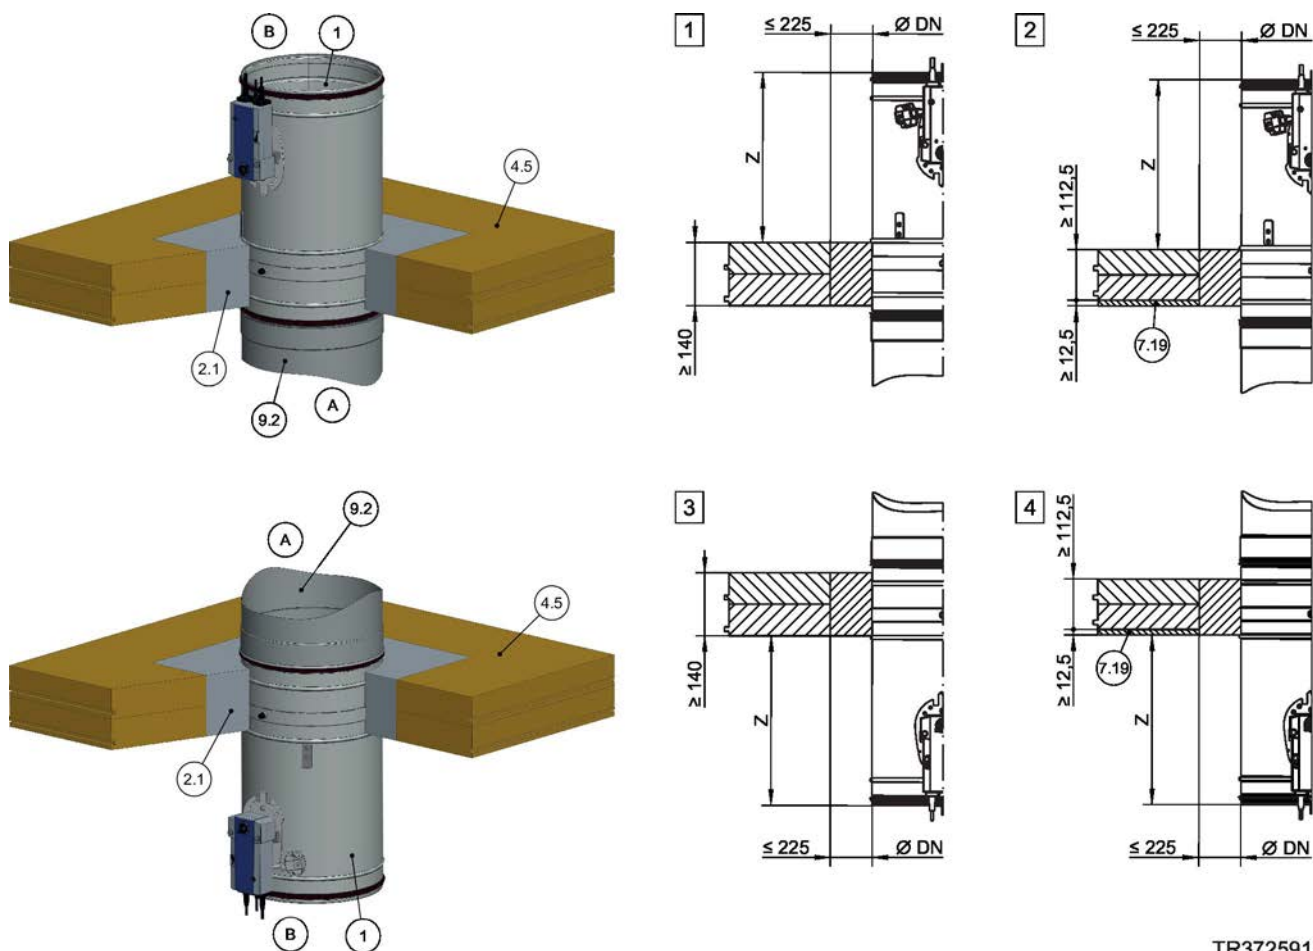 B
1
4.5
2.1
9.2
A
1
≤ 225
Ø DN
Z
≥ 140
2
≤ 225
Ø DN
≥ 112,5
Z
≥ 12,5
7.19
9.2
A
4.5
2.1
B
1
3
≥ 140
Z
≤ 225
Ø DN
4
≥ 112,5
≥ 12,5
7.19
Z
≤ 225
Ø DN
TR372591